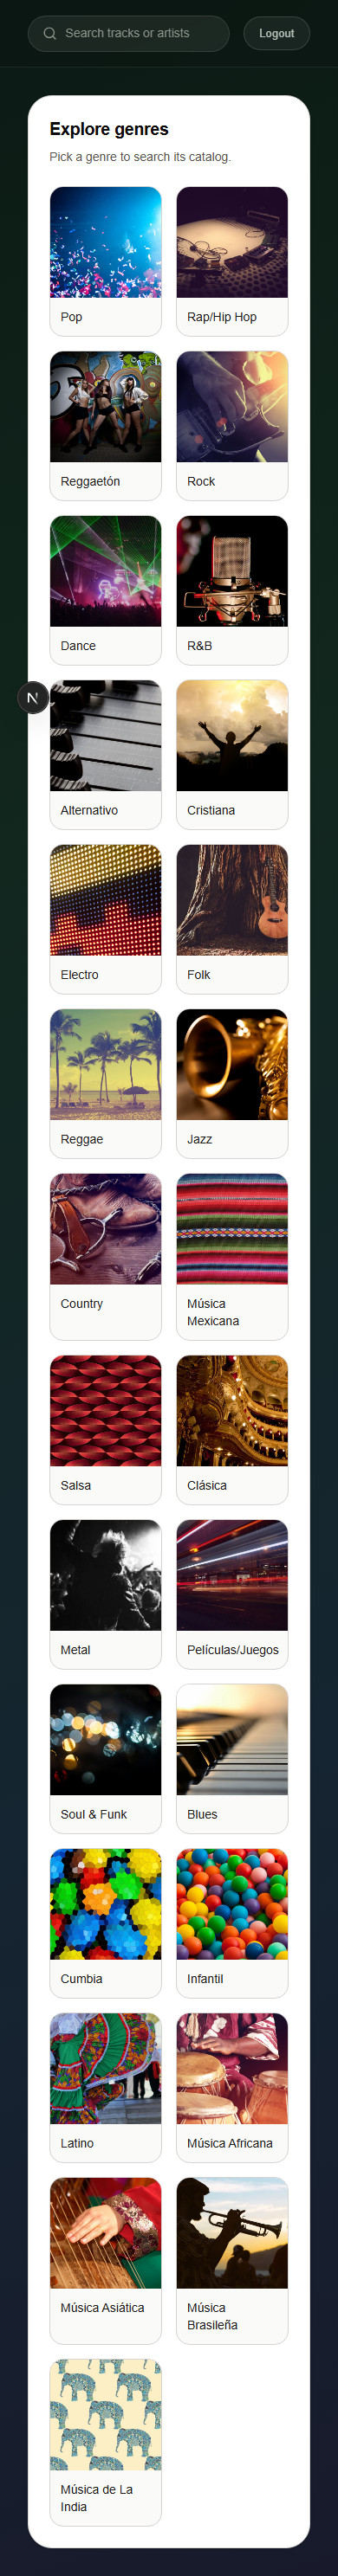 Search tracks or artists
Logout
Explore genres
Pick a genre to search its catalog.
Pop
Rap/Hip Hop
Reggaetón
Rock
Dance
R&B
N
Alternativo
Cristiana
Electro
Folk
Reggae
Jazz
Country
Música
Mexicana
Salsa
Clásica
Metal
Películas/Juegos
Soul & Funk
Blues
Cumbia
Infantil
Latino
Música Africana
Música Asiática
Música
Brasileña
Música de La
India